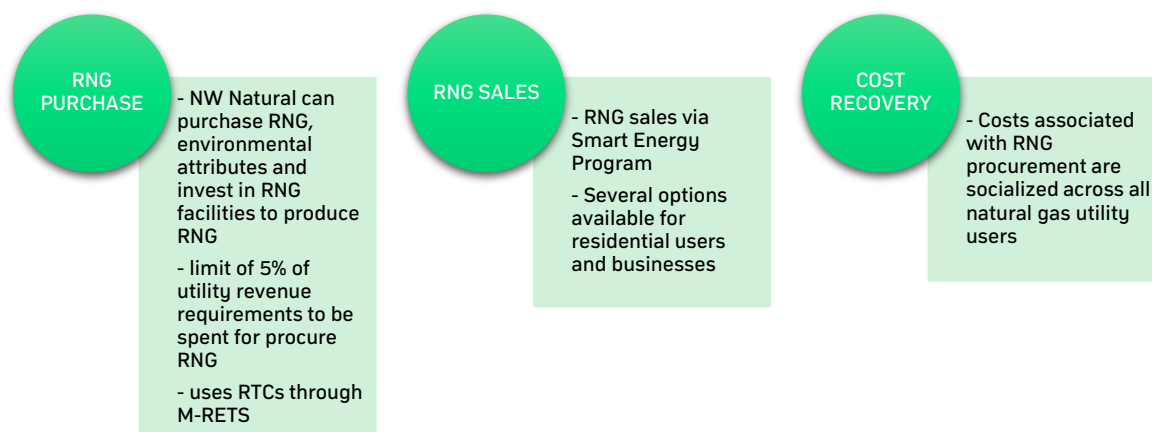 RNG
PURCHASE
- NW Natural can
purchase RNG,
environmental
attributes and
invest in RNG
facilities to produce
RNG
- limit of 5% of
utility revenue
requirements to be
spent for procure
RNG
- uses RTCs through
M-RETS
RNG SALES
- RNG sales via
Smart Energy
Program
- Several options
available for
residential users
and businesses
COST
RECOVERY
- Costs associated
with RNG
procurement are
socialized across all
natural gas utility
users